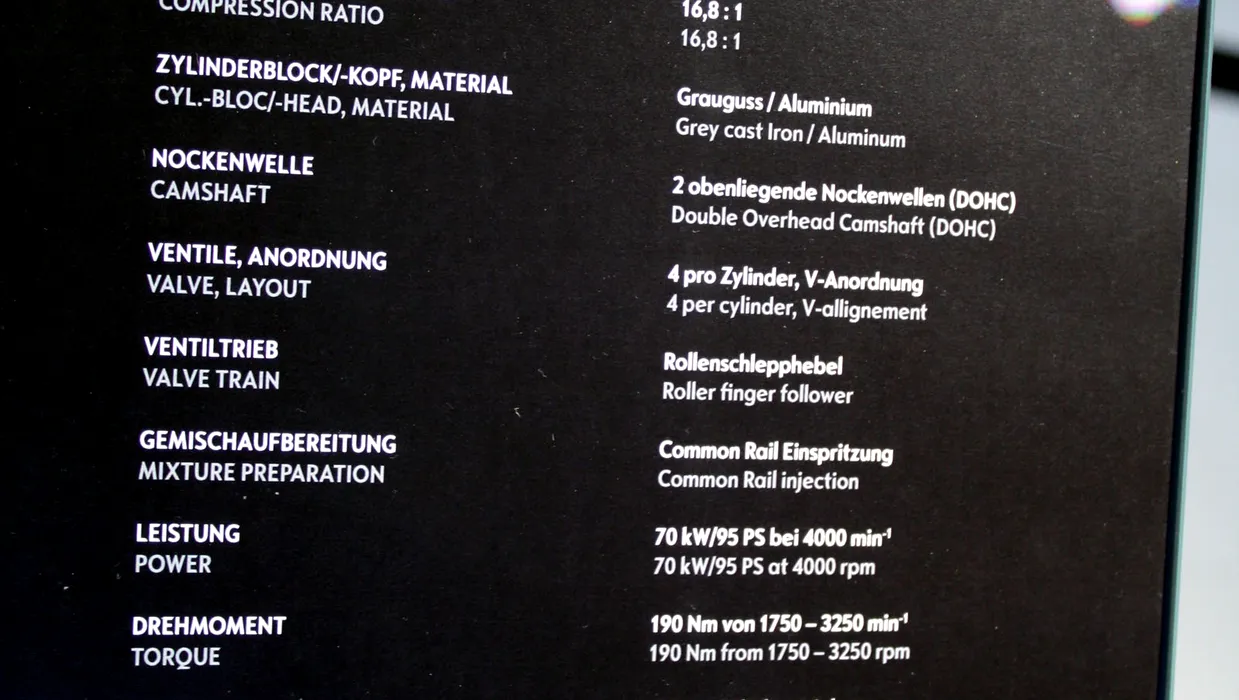 COMPRESSION RATIO
16,8 : 1
16,8 : 1
ZYLINDERBLOCK/-KOPF, MATERIAL
CYL.-BLOC/-HEAD, MATERIAL
Grauguss / Aluminium
Grey cast Iron / Aluminum
NOCKENWELLE
CAMSHAFT
2 obenliegende Nockenwellen (DOHC)
Double Overhead Camshaft (DOHC)
VENTILE, ANORDNUNG
VALVE, LAYOUT
4 pro Zylinder, V-Anordnung
4 per cylinder, V-allignement
VENTILTRIEB
VALVE TRAIN
Rollenschlepphebel
Roller finger follower
GEMISCHAUFBEREITUNG
MIXTURE PREPARATION
Common Rail Einspritzung
Common Rail injection
LEISTUNG
POWER
70 kW/95 PS bei 4000 min⁻¹
70 kW/95 PS at 4000 rpm
DREHMOMENT
TORQUE
190 Nm von 1750 – 3250 min⁻¹
190 Nm from 1750 – 3250 rpm